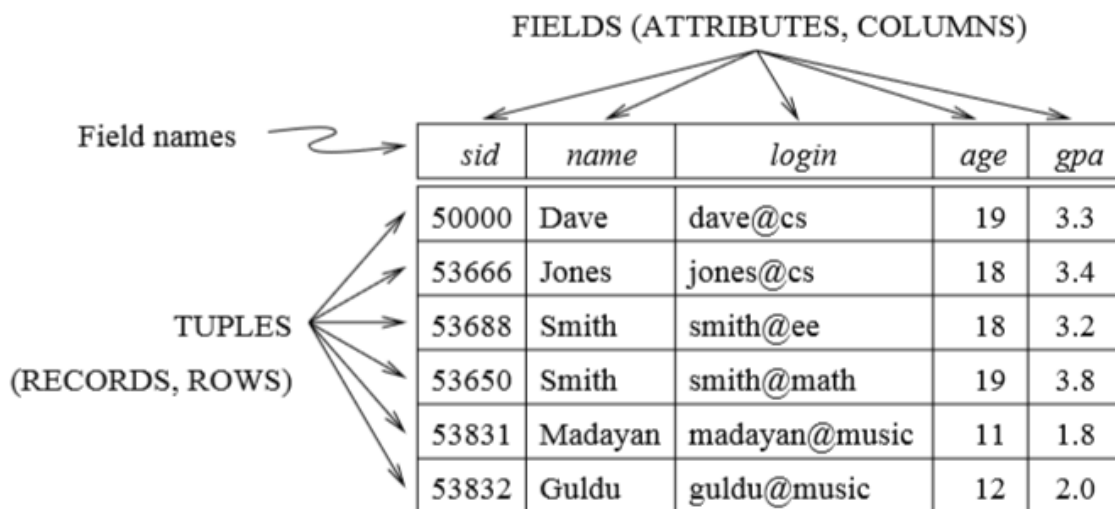 FIELDS (ATTRIBUTES, COLUMNS)
Field names
sid name login age gpa
50000 Dave dave@cs 19 3.3
53666 Jones jones@cs 18 3.4
TUPLES
(RECORDS, ROWS)
53688 Smith smith@ee 18 3.2
53650 Smith smith@math 19 3.8
53831 Madayan madayan@music 11 1.8
53832 Guldu guldu@music 12 2.0